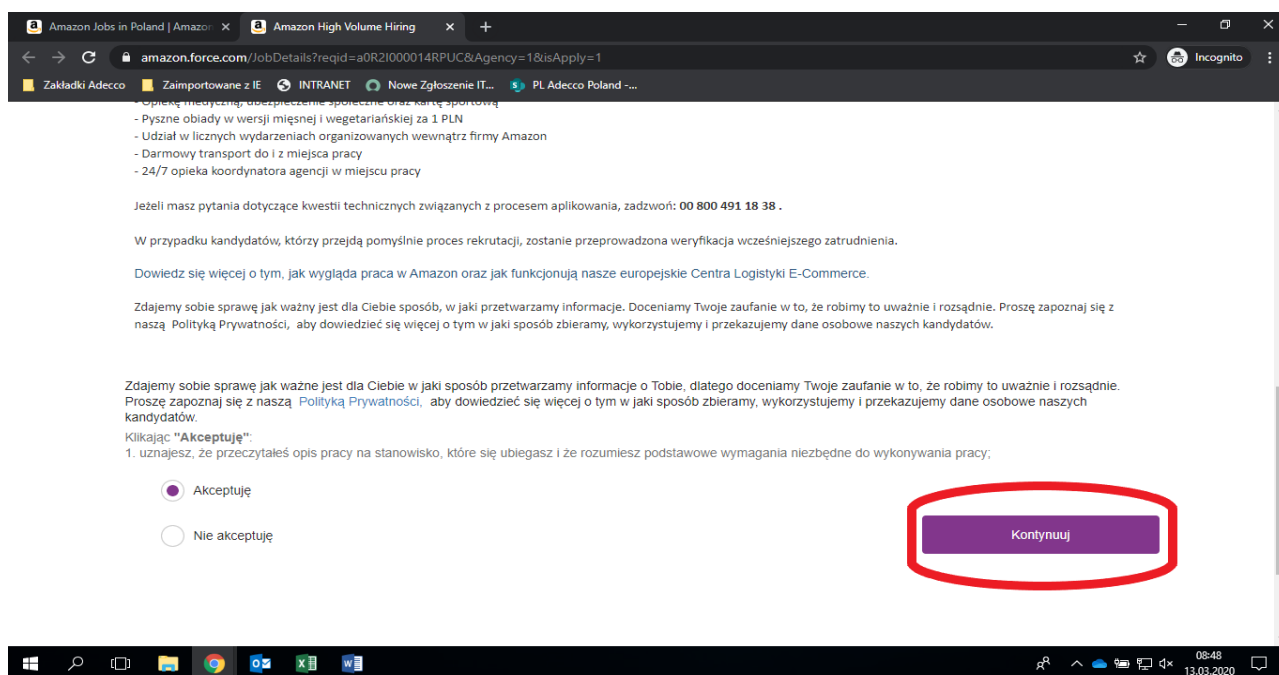 Amazon Jobs in Poland | Amazon
Amazon High Volume Hiring
amazon.force.com/JobDetails?reqid=a0R2I000014RPUC&Agency=1&isApply=1
Incognito
Zakładki Adecco
Zaimportowane z IE
INTRANET
Nowe Zgłoszenie IT...
PL Adecco Poland -...
- Opiekę medyczną, ubezpieczenie społeczne oraz kartę sportową
- Pyszne obiady w wersji mięsnej i wegetariańskiej za 1 PLN
- Udział w licznych wydarzeniach organizowanych wewnątrz firmy Amazon
- Darmowy transport do i z miejsca pracy
- 24/7 opieka koordynatora agencji w miejscu pracy
Jeżeli masz pytania dotyczące kwestii technicznych związanych z procesem aplikowania, zadzwoń: 00 800 491 18 38 .
W przypadku kandydatów, którzy przejdą pomyślnie proces rekrutacji, zostanie przeprowadzona weryfikacja wcześniejszego zatrudnienia.
Dowiedz się więcej o tym, jak wygląda praca w Amazon oraz jak funkcjonują nasze europejskie Centra Logistyki E-Commerce.
Zdajemy sobie sprawę jak ważny jest dla Ciebie sposób, w jaki przetwarzamy informacje. Doceniamy Twoje zaufanie w to, że robimy to uważnie i rozsądnie. Proszę zapoznaj się z
naszą Polityką Prywatności, aby dowiedzieć się więcej o tym w jaki sposób zbieramy, wykorzystujemy i przekazujemy dane osobowe naszych kandydatów.
Zdajemy sobie sprawę jak ważne jest dla Ciebie w jaki sposób przetwarzamy informacje o Tobie, dlatego doceniamy Twoje zaufanie w to, że robimy to uważnie i rozsądnie.
Proszę zapoznaj się z naszą Polityką Prywatności, aby dowiedzieć się więcej o tym w jaki sposób zbieramy, wykorzystujemy i przekazujemy dane osobowe naszych
kandydatów.
Klikając "Akceptuję":
1. uznajesz, że przeczytałeś opis pracy na stanowisko, które się ubiegasz i że rozumiesz podstawowe wymagania niezbędne do wykonywania pracy;
Akceptuję
Nie akceptuję
Kontynuuj
08:48
13.03.2020